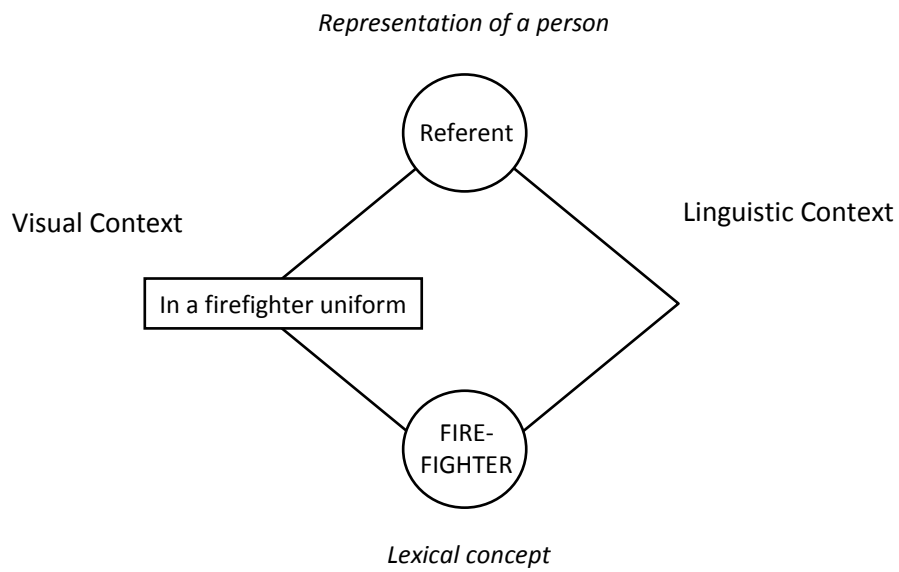 Representation of a person
Referent
Visual Context
Linguistic Context
In a firefighter uniform
FIRE-
FIGHTER
Lexical concept